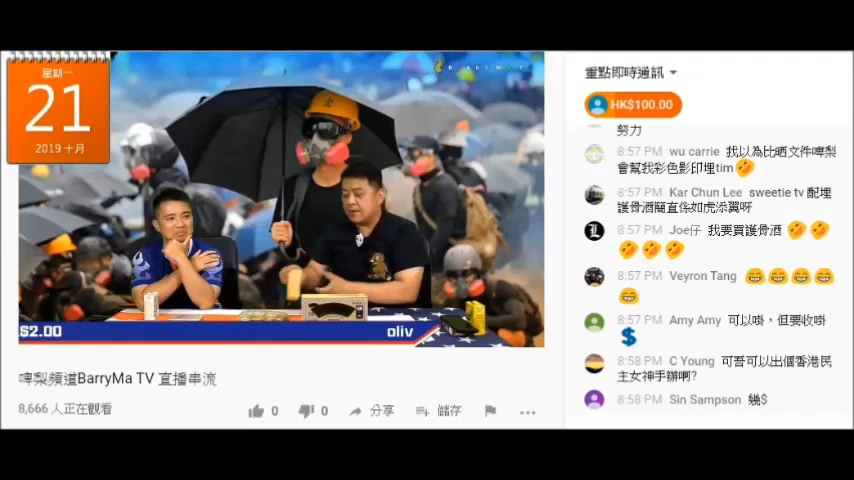 星期一
21
2019 十月
$2.00
oliv
啤梨頻道BarryMa TV 直播串流
8,666 人正在觀看
0
0
分享
儲存
重點即時通訊
HK$100.00
努力
8:57 PM wu carrie 我以為比晒文件啤梨
會幫我彩色影印埋tim
8:57 PM Kar Chun Lee sweetie tv 配埋
護骨酒簡直係如虎添翼呀
8:57 PM Joe仔 我要買護骨酒
8:57 PM Veyron Tang
8:57 PM Amy Amy 可以啩，但要收啩
8:58 PM C Young 可吾可以出個香港民
主女神手辦啊?
8:58 PM Sin Sampson 幾$